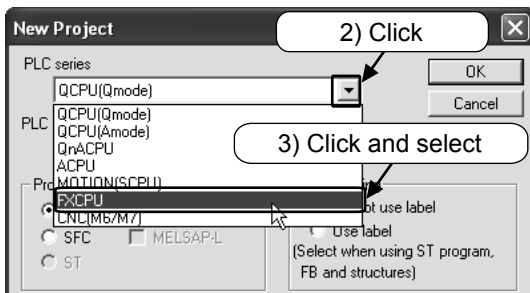 New Project
2) Click
PLC series
OK
QCPU(Qmode)
Cancel
PLC
QCPU(Qmode)
QCPU(Amode)
QnACPU
3) Click and select
ACPU
MOTION(SCPU)
FXCPU
ot use label
CNC(M6/M7)
Use label
SFC
MELSAP-L
(Select when using ST program,
ST
FB and structures)